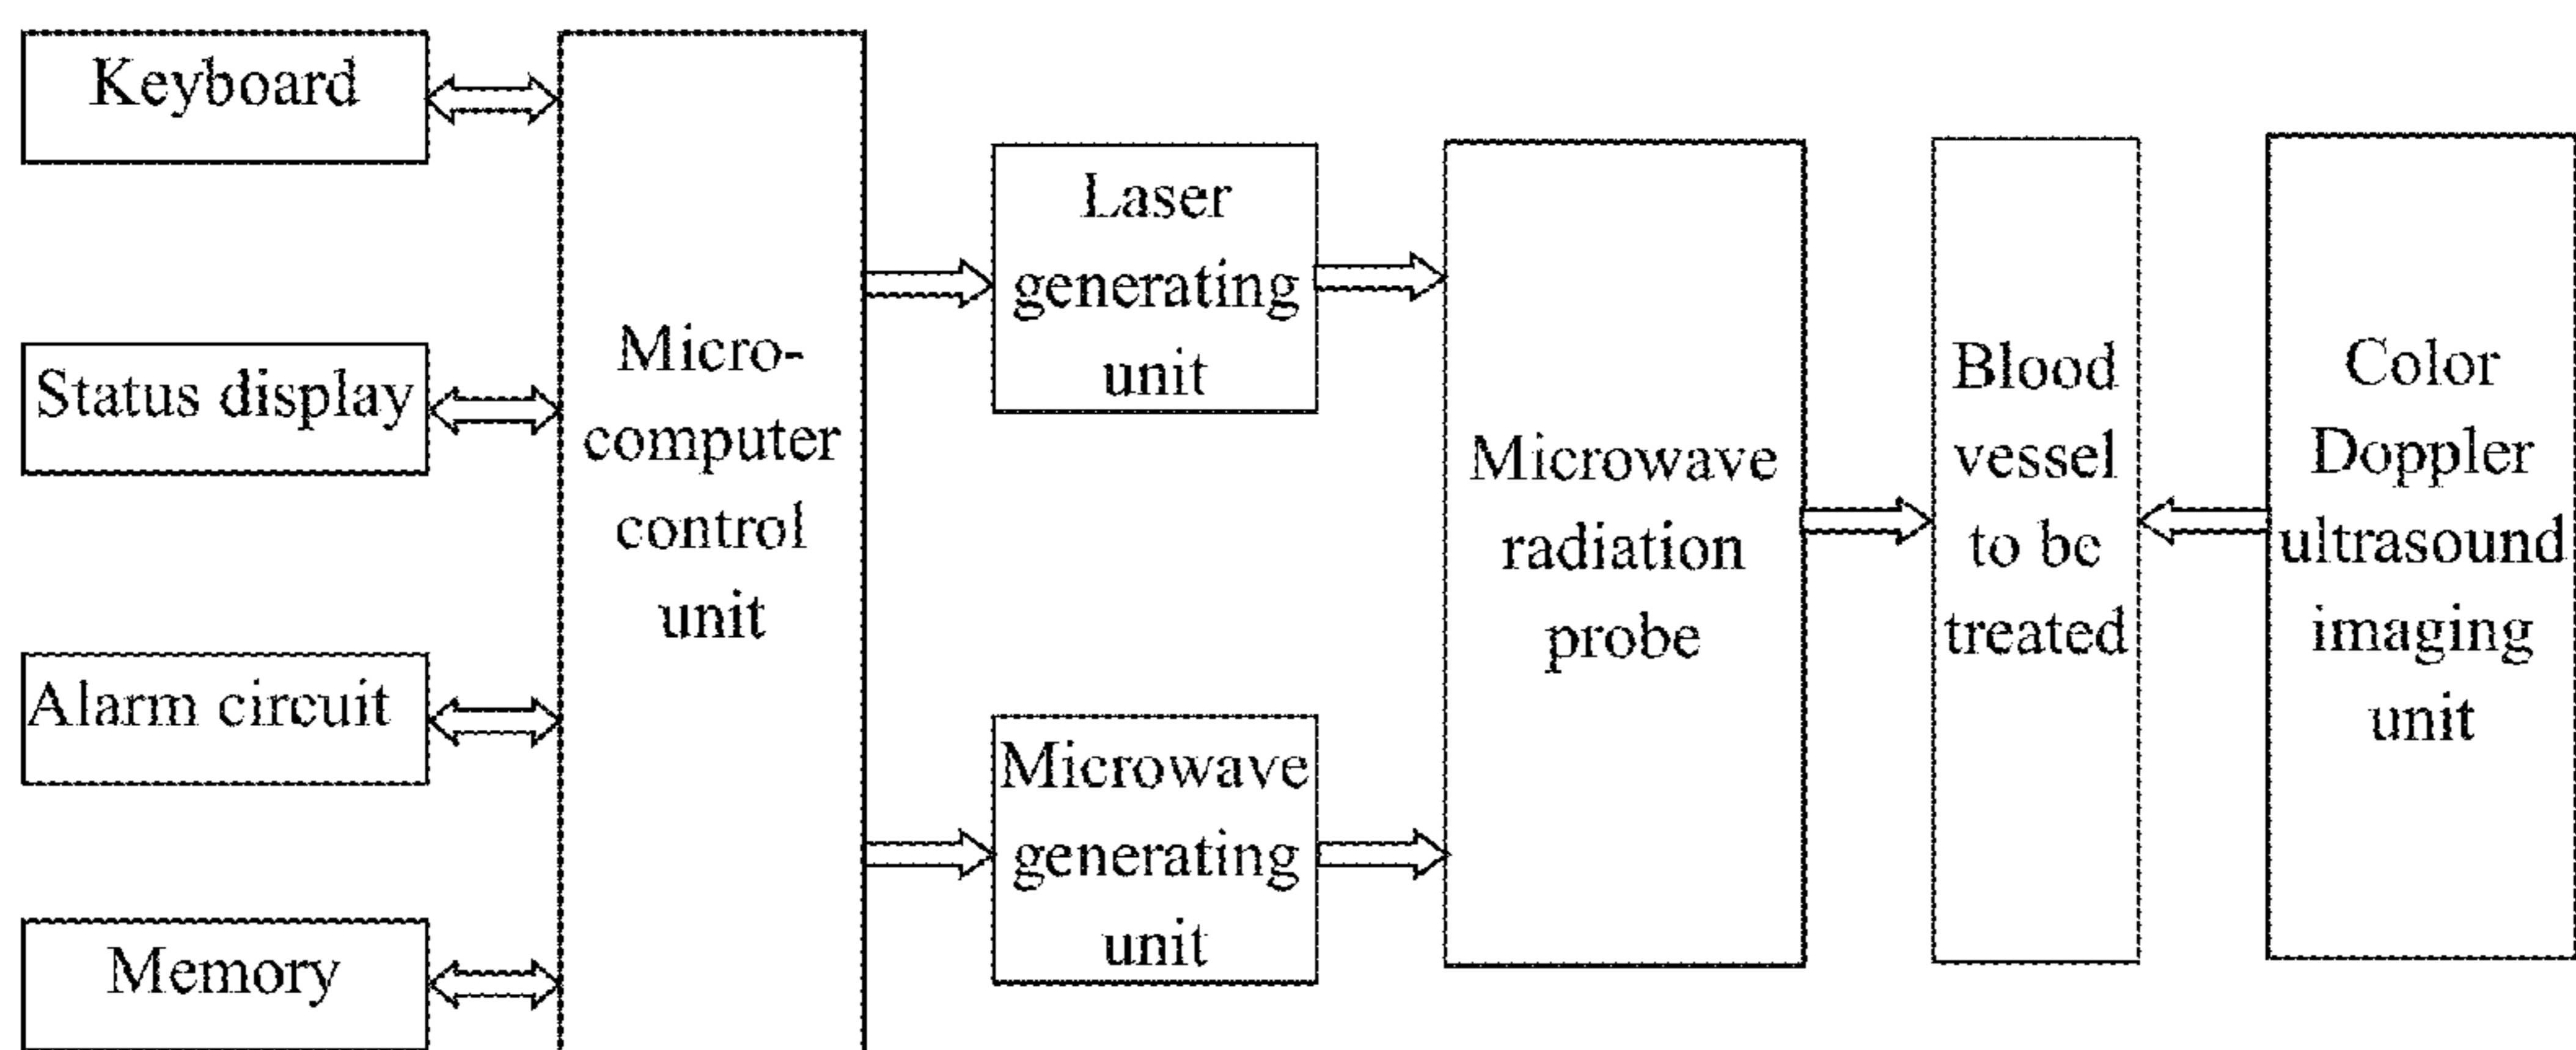 Keyboard
Status display
Alarm circuit
Memory
Micro-
computer
control
unit
Laser
generating
unit
Microwave
generating
unit
Microwave
radiation
probe
Blood
vessel
to be
treated
Color
Doppler
ultrasound
imaging
unit